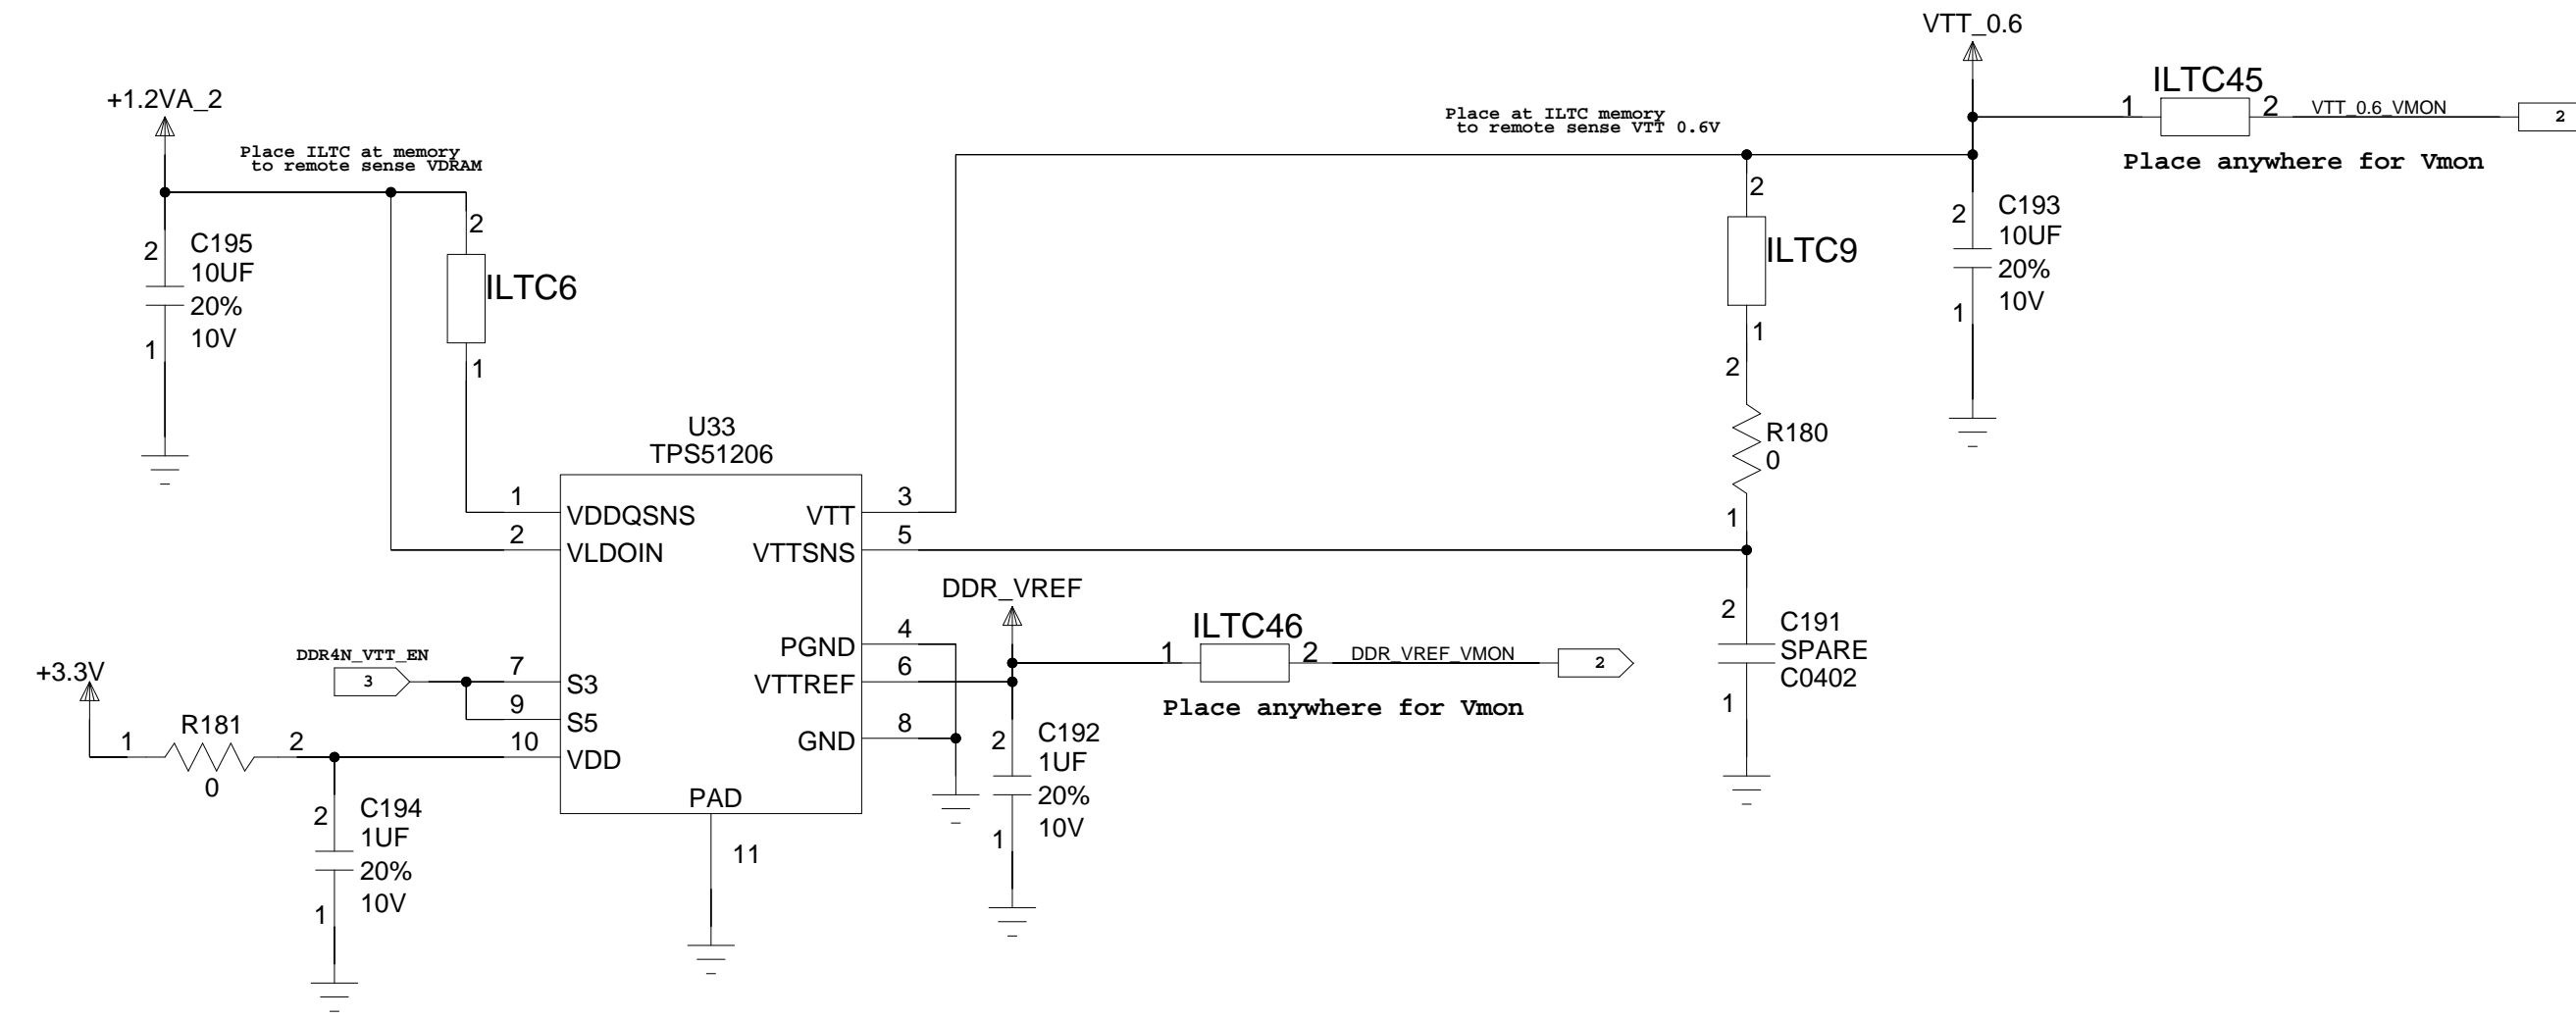 VTT_0.6
ILTC45
1
2
VTT_0.6_VMON
2
Place anywhere for Vmon
+1.2VA_2
Place ILTC at memory
to remote sense VDRAM
Place at ILTC memory
to remote sense VTT 0.6V
2
C195
10UF
20%
10V
1
2
ILTC6
1
2
ILTC9
1
2
R180
0
1
2
C193
10UF
20%
10V
1
U33
TPS51206
1
VDDQSNS
2
VLDOIN
7
S3
9
S5
10
VDD
VTT
3
VTTSNS
5
PGND
4
VTTREF
6
GND
8
PAD
11
DDR4N_VTT_EN
3
+3.3V
1
R181
2
0
2
C194
1UF
20%
10V
1
DDR_VREF
ILTC46
1
2
DDR_VREF_VMON
2
Place anywhere for Vmon
2
C192
1UF
20%
10V
1
2
C191
SPARE
C0402
1